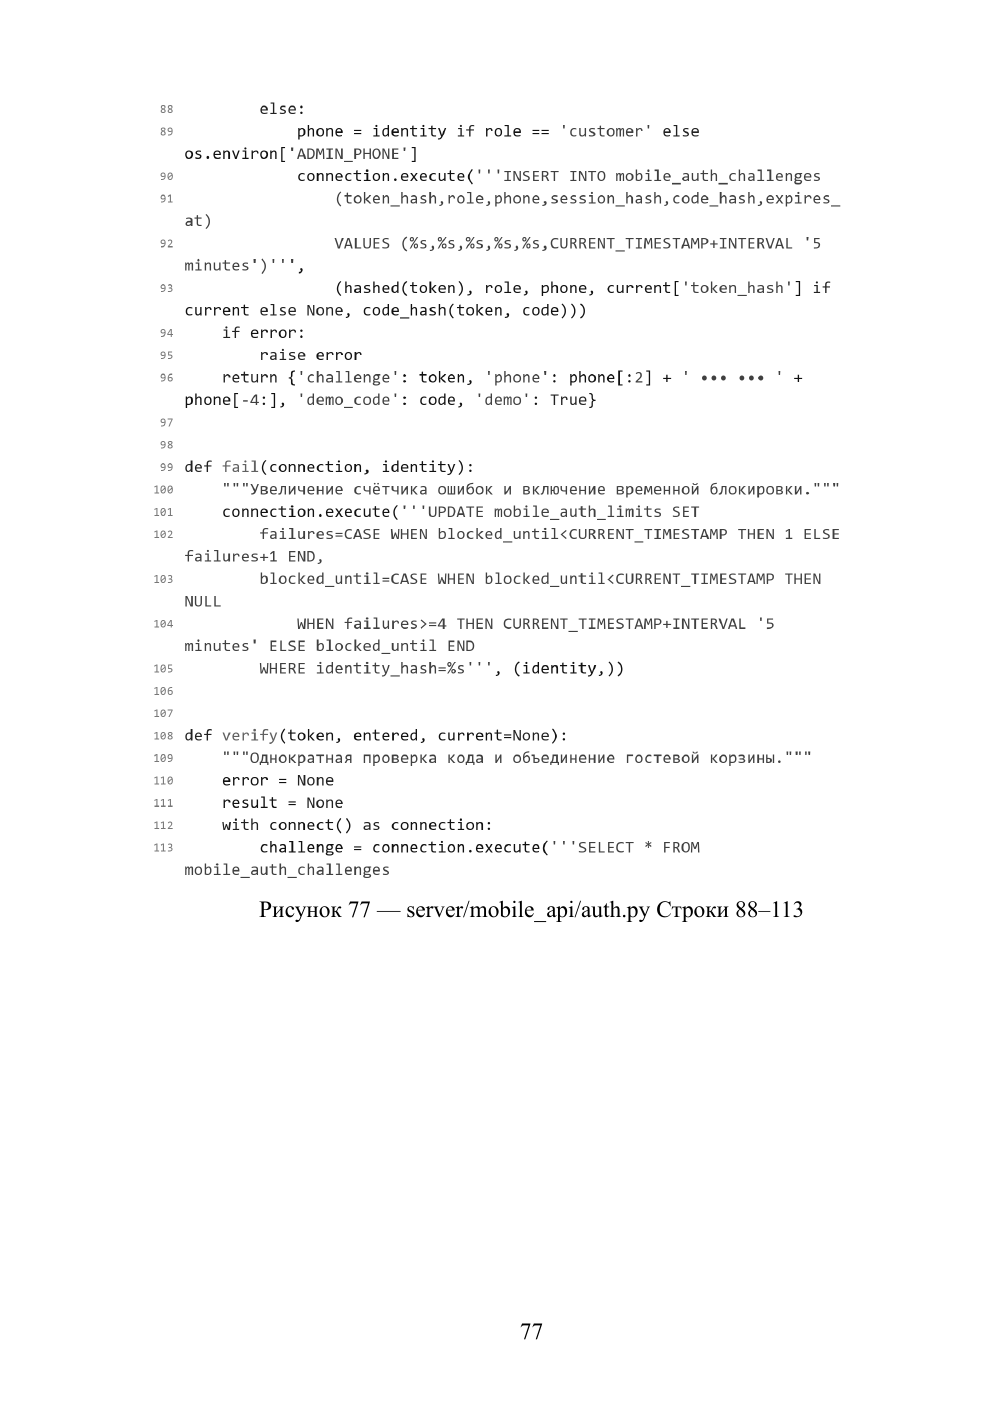 88         else:
89             phone = identity if role == 'customer' else
os.environ['ADMIN_PHONE']
90             connection.execute('''INSERT INTO mobile_auth_challenges
91                 (token_hash,role,phone,session_hash,code_hash,expires_
at)
92                 VALUES (%s,%s,%s,%s,%s,CURRENT_TIMESTAMP+INTERVAL '5
minutes')''',
93                 (hashed(token), role, phone, current['token_hash'] if
current else None, code_hash(token, code)))
94     if error:
95         raise error
96     return {'challenge': token, 'phone': phone[:2] + ' ••• ••• ' +
phone[-4:], 'demo_code': code, 'demo': True}
97
98
99 def fail(connection, identity):
100     """Увеличение счётчика ошибок и включение временной блокировки."""
101     connection.execute('''UPDATE mobile_auth_limits SET
102         failures=CASE WHEN blocked_until<CURRENT_TIMESTAMP THEN 1 ELSE
failures+1 END,
103         blocked_until=CASE WHEN blocked_until<CURRENT_TIMESTAMP THEN
NULL
104             WHEN failures>=4 THEN CURRENT_TIMESTAMP+INTERVAL '5
minutes' ELSE blocked_until END
105         WHERE identity_hash=%s''', (identity,))
106
107
108 def verify(token, entered, current=None):
109     """Однократная проверка кода и объединение гостевой корзины."""
110     error = None
111     result = None
112     with connect() as connection:
113         challenge = connection.execute('''SELECT * FROM
mobile_auth_challenges
Рисунок 77 — server/mobile_api/auth.py Строки 88–113
77